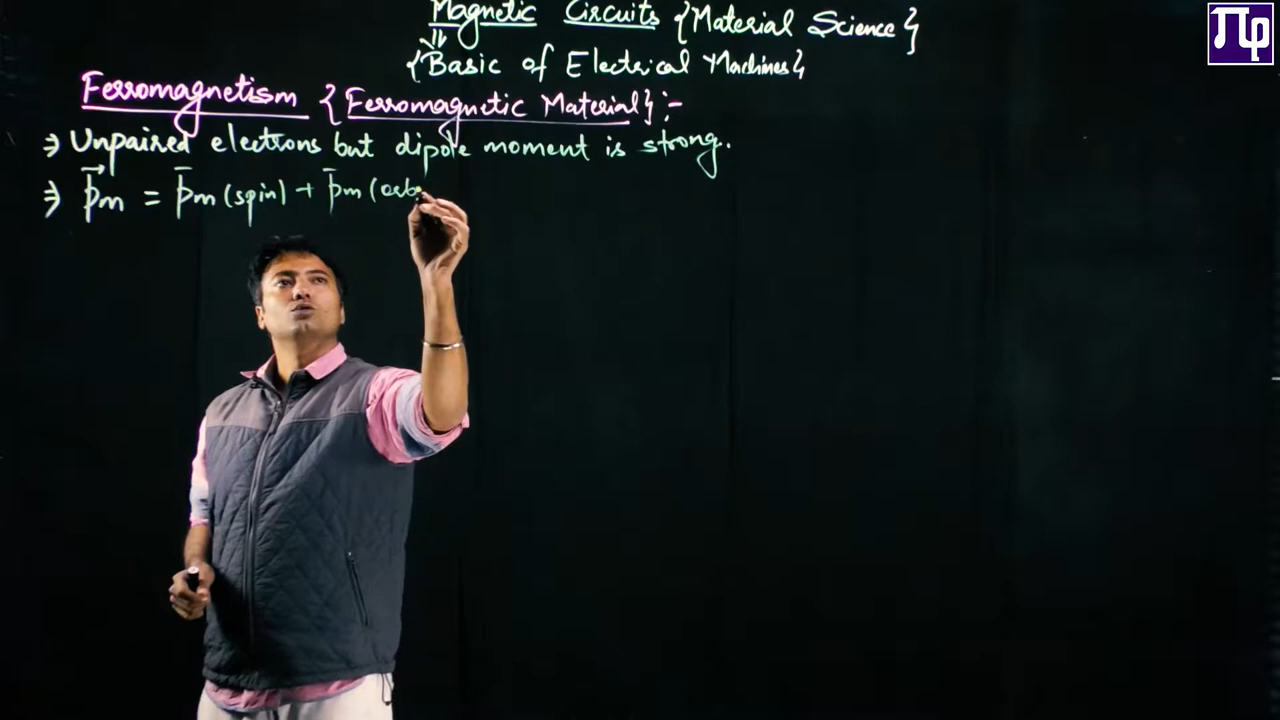 Magnetic Circuits {Material Science}
⇓
{Basic of Electrical Machines}
Ferromagnetism {Ferromagnetic Material} :-
⇒ Unpaired electrons but dipole moment is strong.
⇒ p⃗m = p̄m (spin) + p̄m (orb
πφ